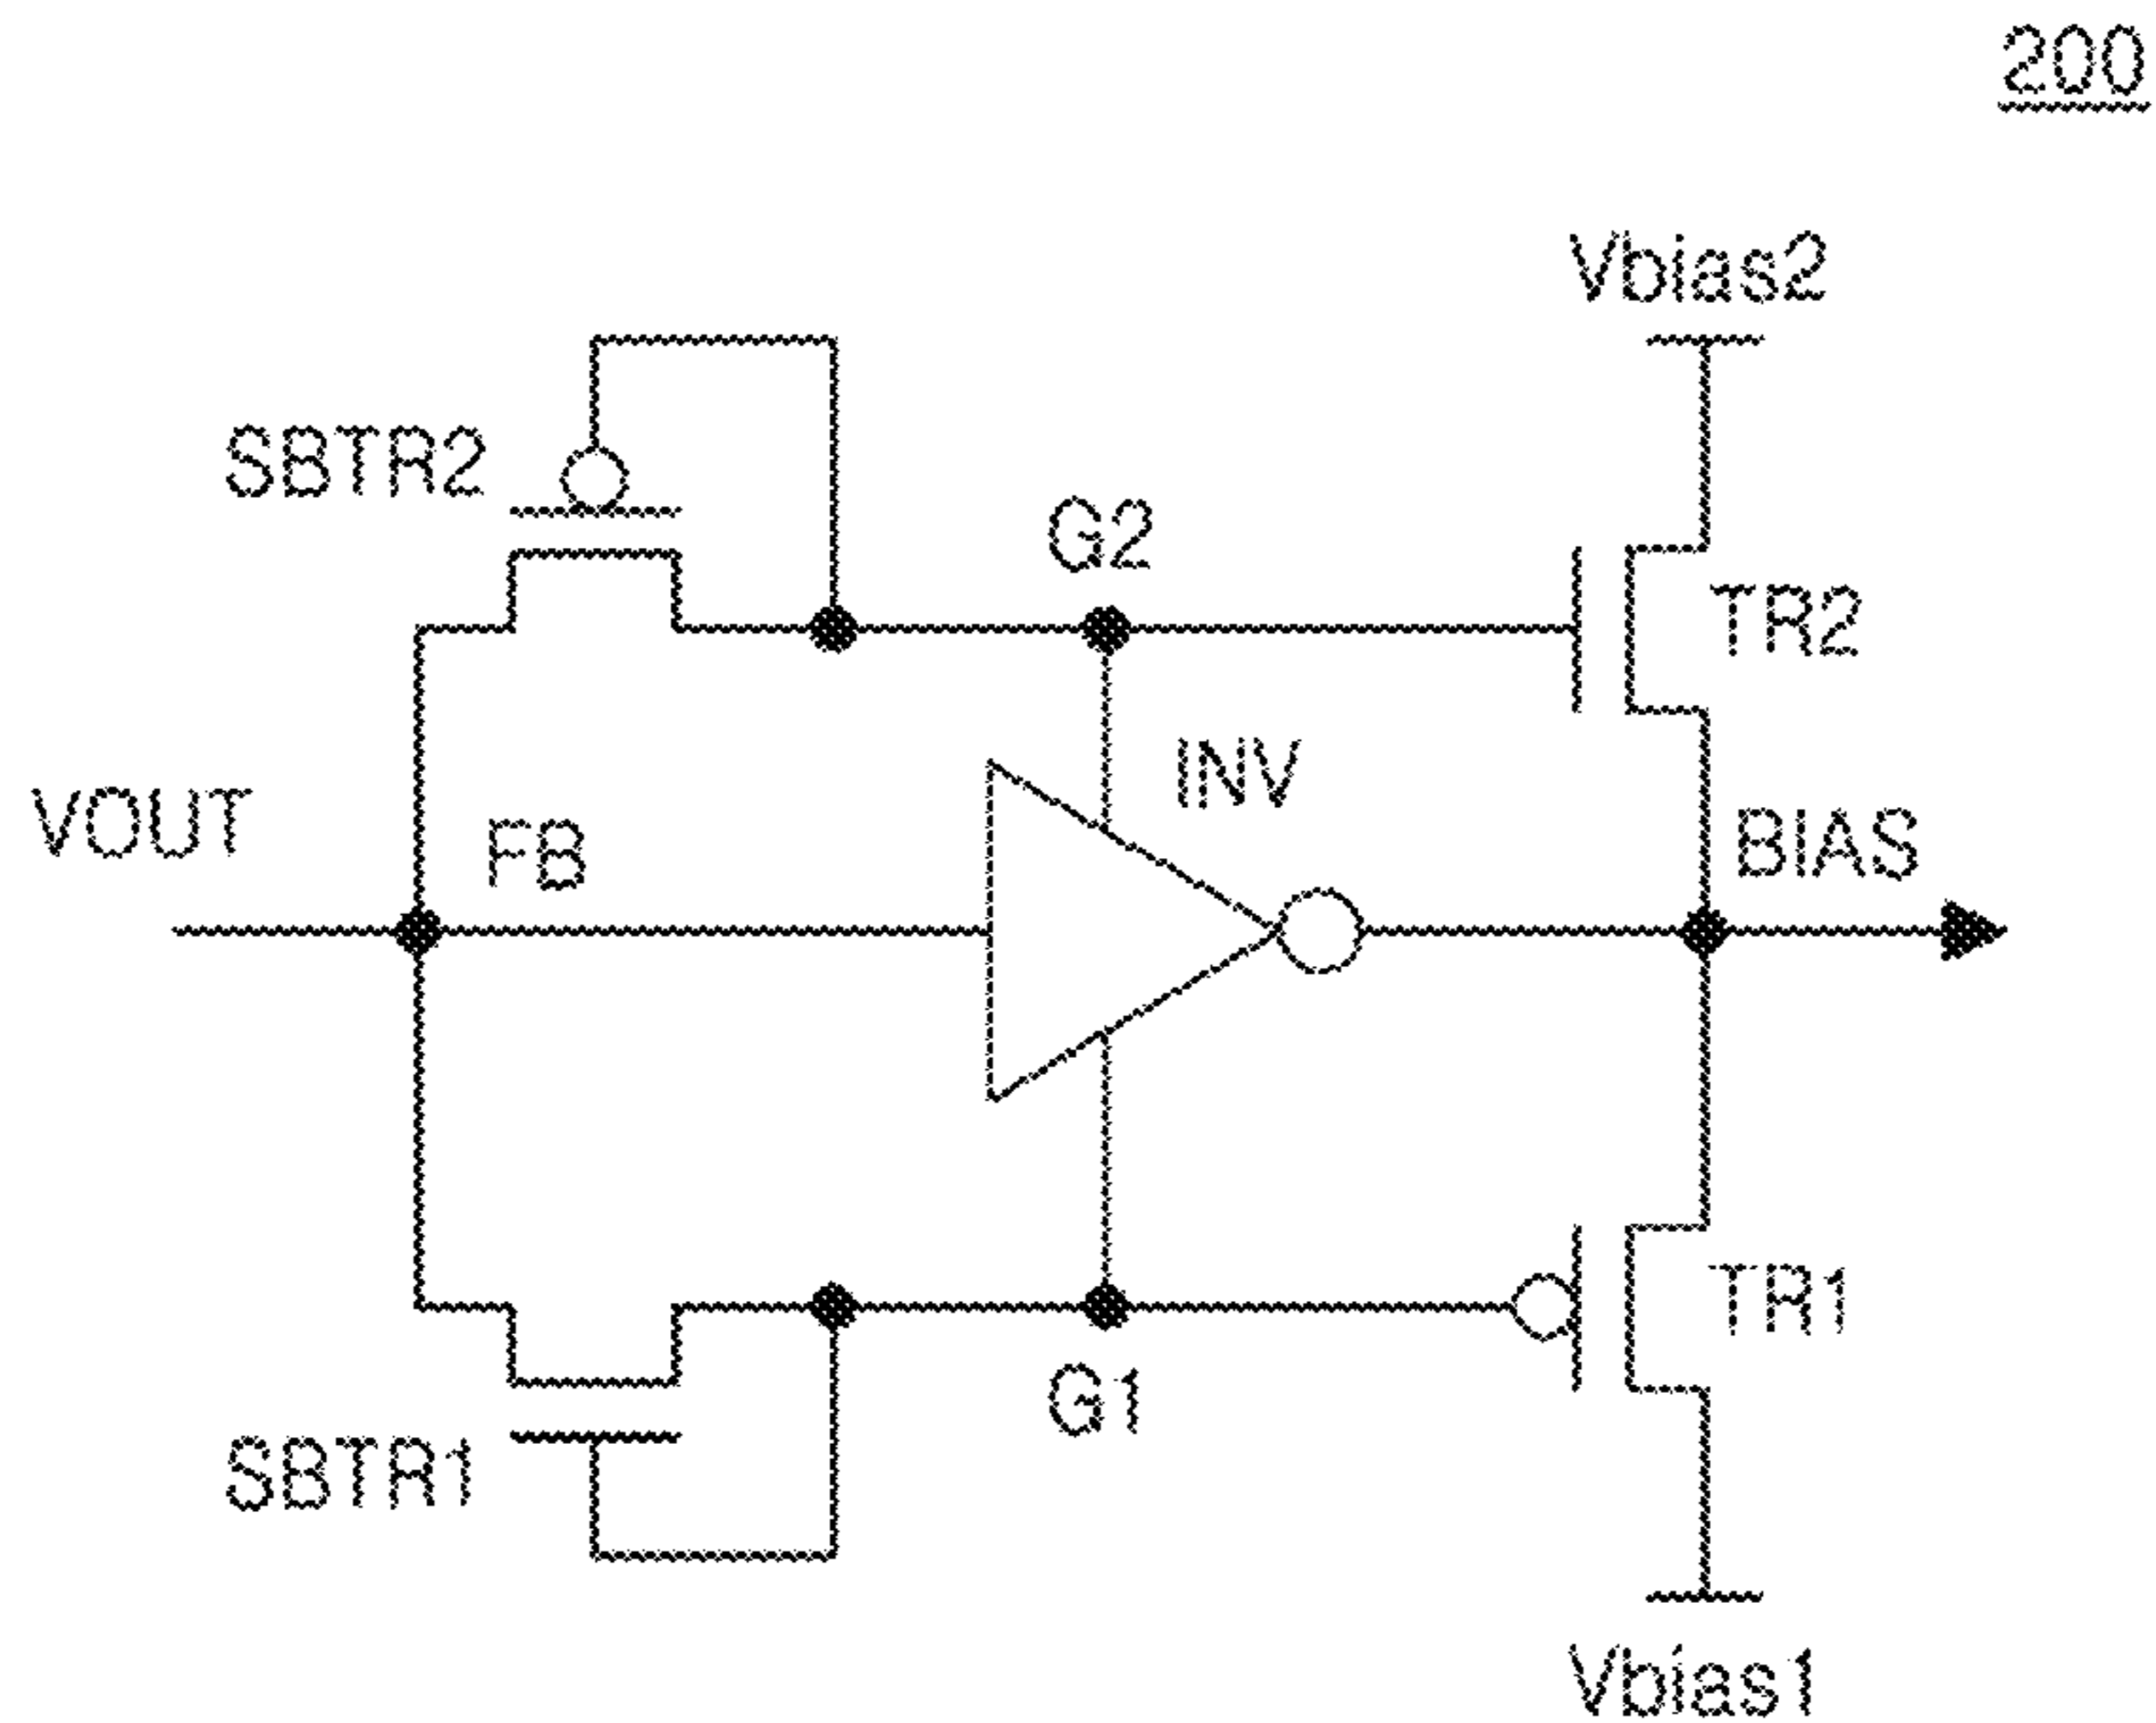 200
Vbias2
SBTR2
G2
TR2
INV
VOUT
FB
BIAS
TR1
G1
SBTR1
Vbias1